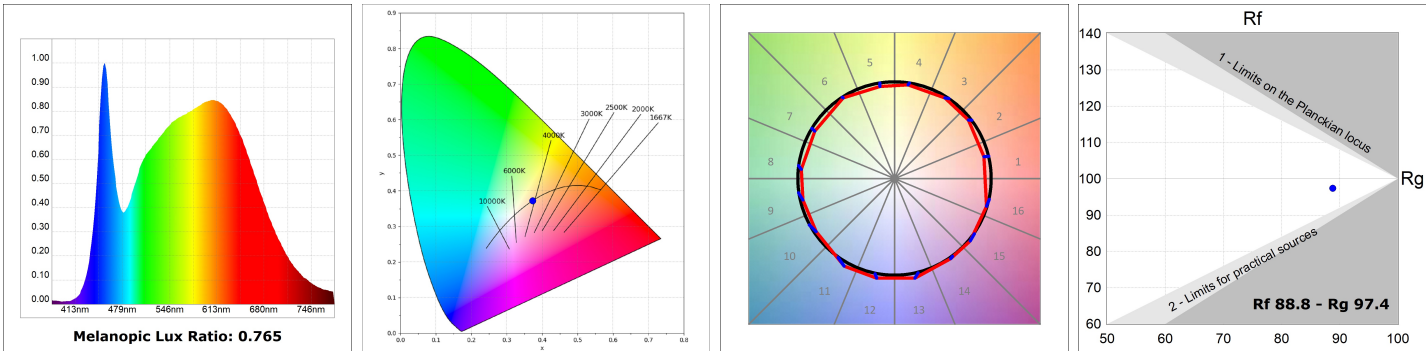 1.00
0.90
0.80
0.70
0.60
0.50
0.40
0.30
0.20
0.10
0.00
413nm 479nm 546nm 613nm 680nm 746nm
Melanopic Lux Ratio: 0.765
0.9
0.8
0.7
0.6
0.5
0.4
0.3
0.2
0.1
0.0
y
0.0 0.1 0.2 0.3 0.4 0.5 0.6 0.7 0.8
x
10000K
6000K
4000K
3000K
2500K
2000K
1667K
1
2
3
4
5
6
7
8
9
10
11
12
13
14
15
16
Rf
140
130
120
110
100
90
80
70
60
50 60 70 80 90 100
Rg
1 - Limits on the Planckian locus
2 - Limits for practical sources
Rf 88.8 - Rg 97.4